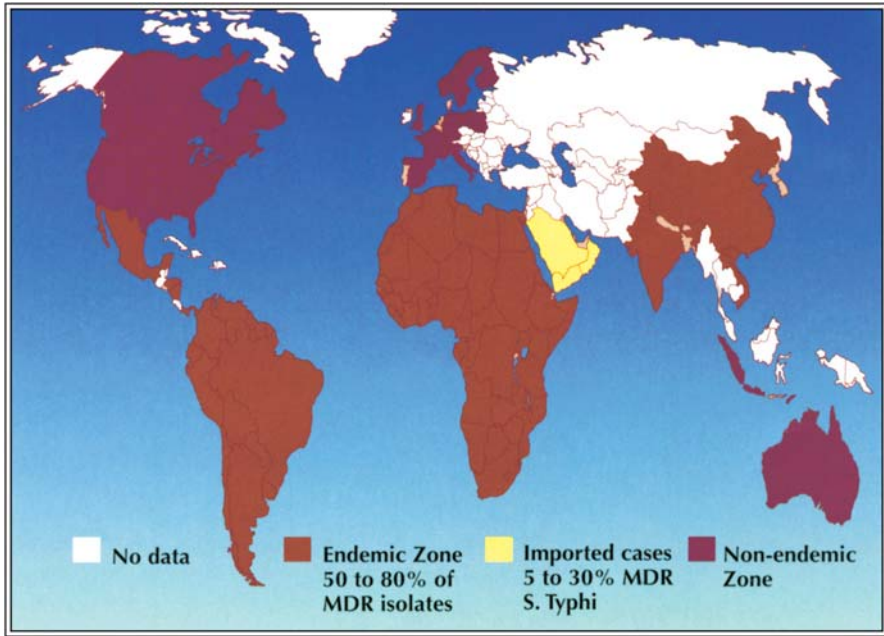 No data
Endemic Zone
50 to 80% of
MDR isolates
Imported cases
5 to 30% MDR
S. Typhi
Non-endemic
Zone